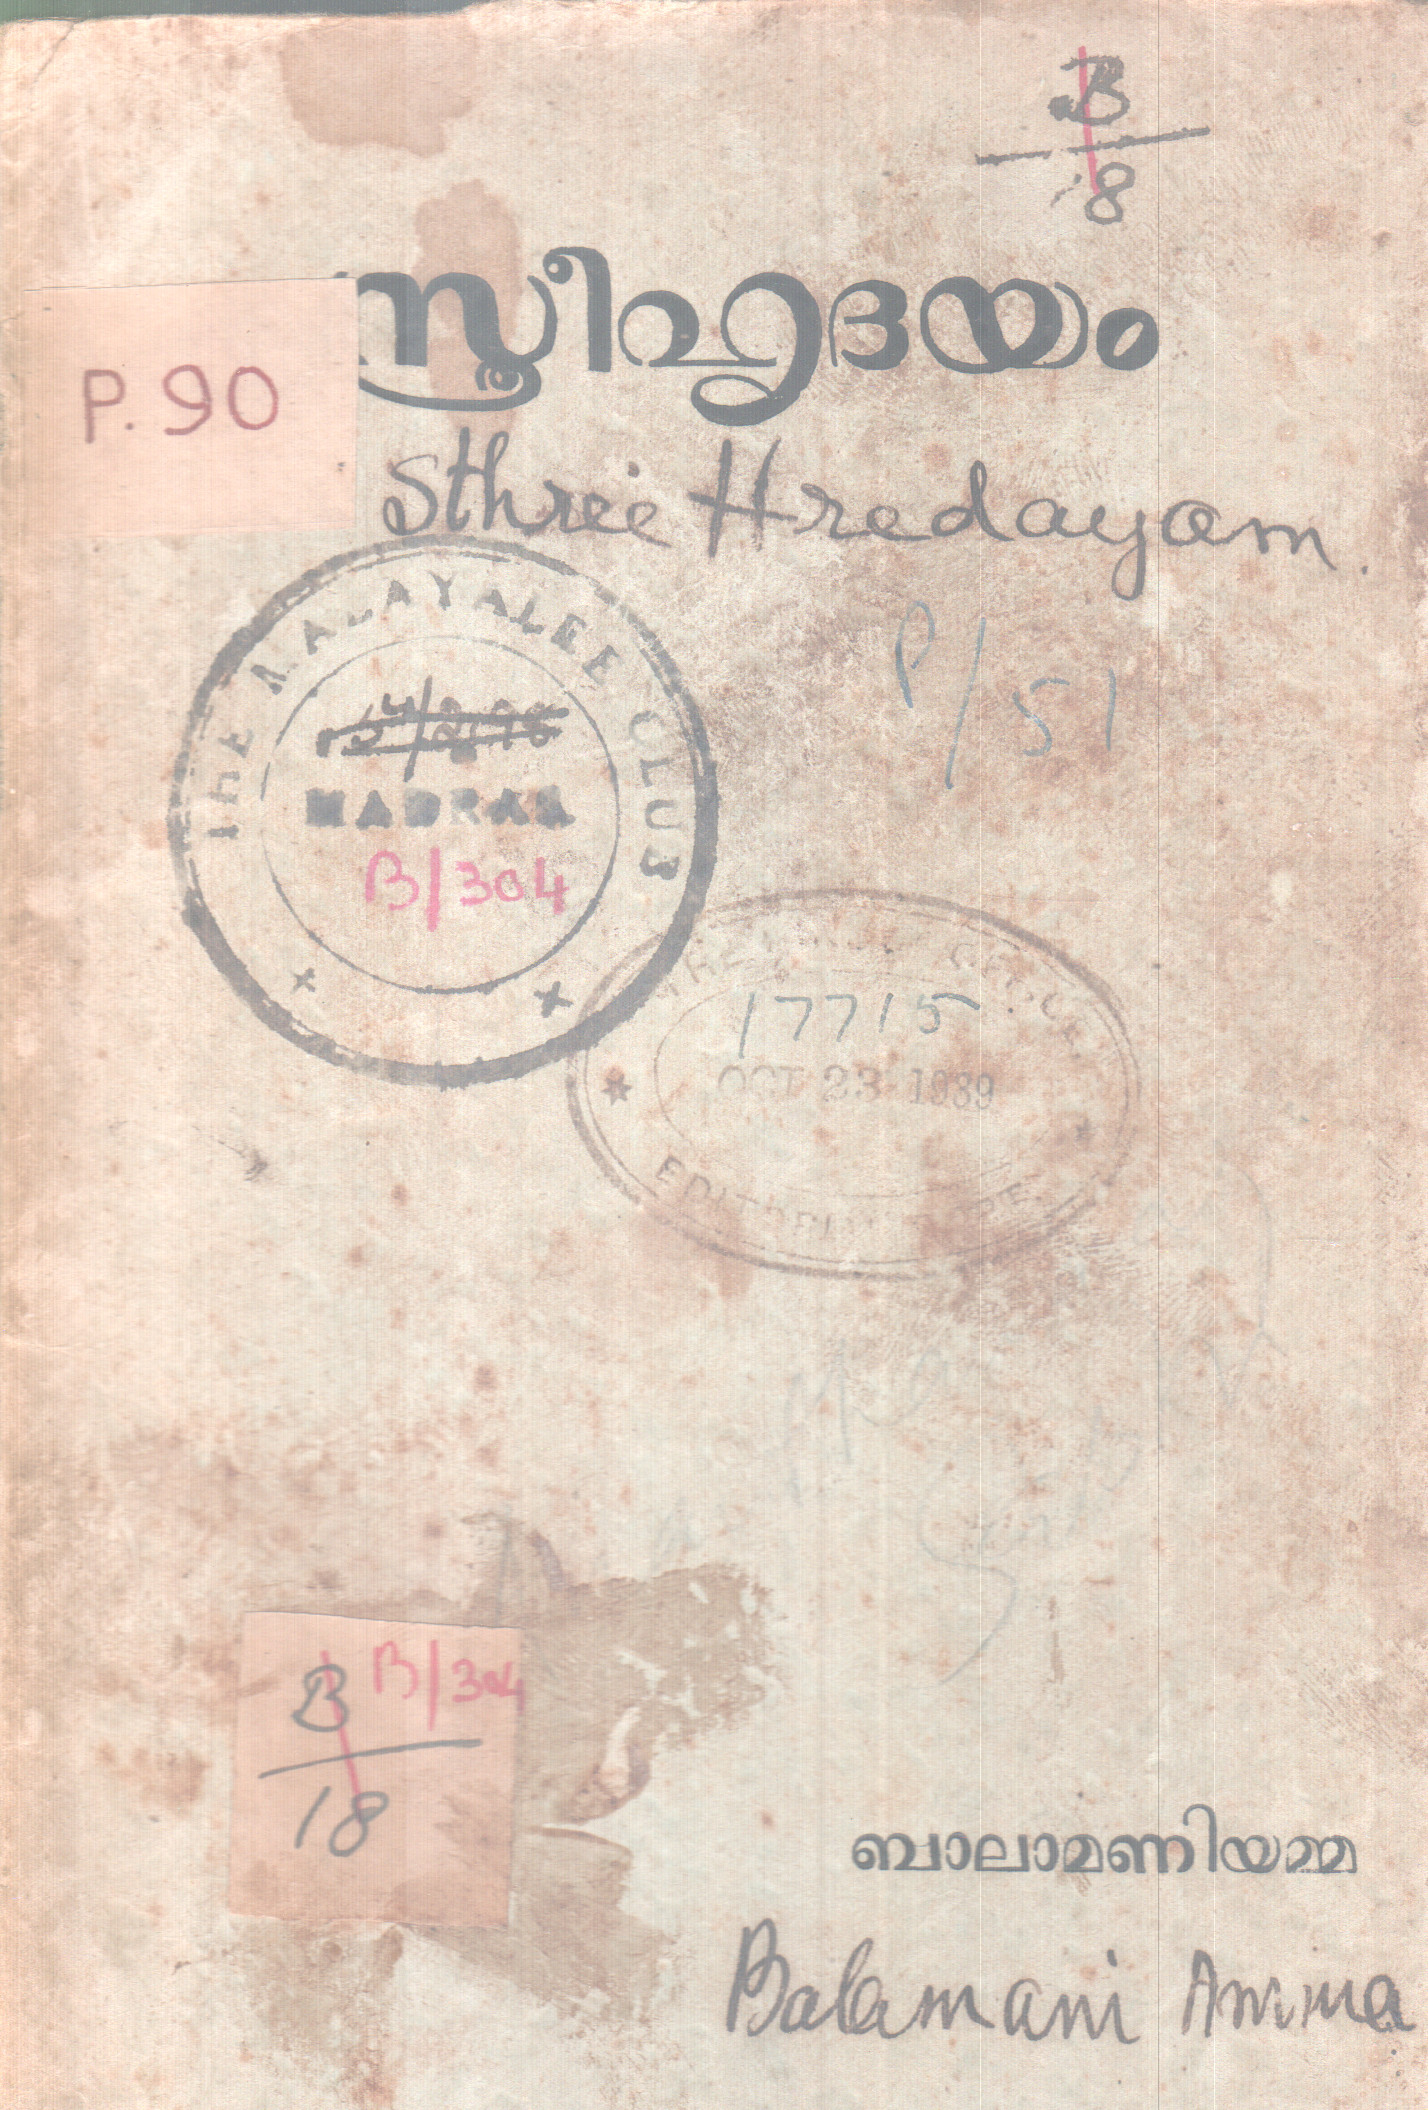 B
18
സ്ത്രീഹൃദയം
P. 90
Sthree Hredayam.
P/51
THE MALAYALEE CLUB
MADRAS
B/304
17715
OCT 23 1939
B/304
B
18
ബാലാമണിയമ്മ
Balamani Amma